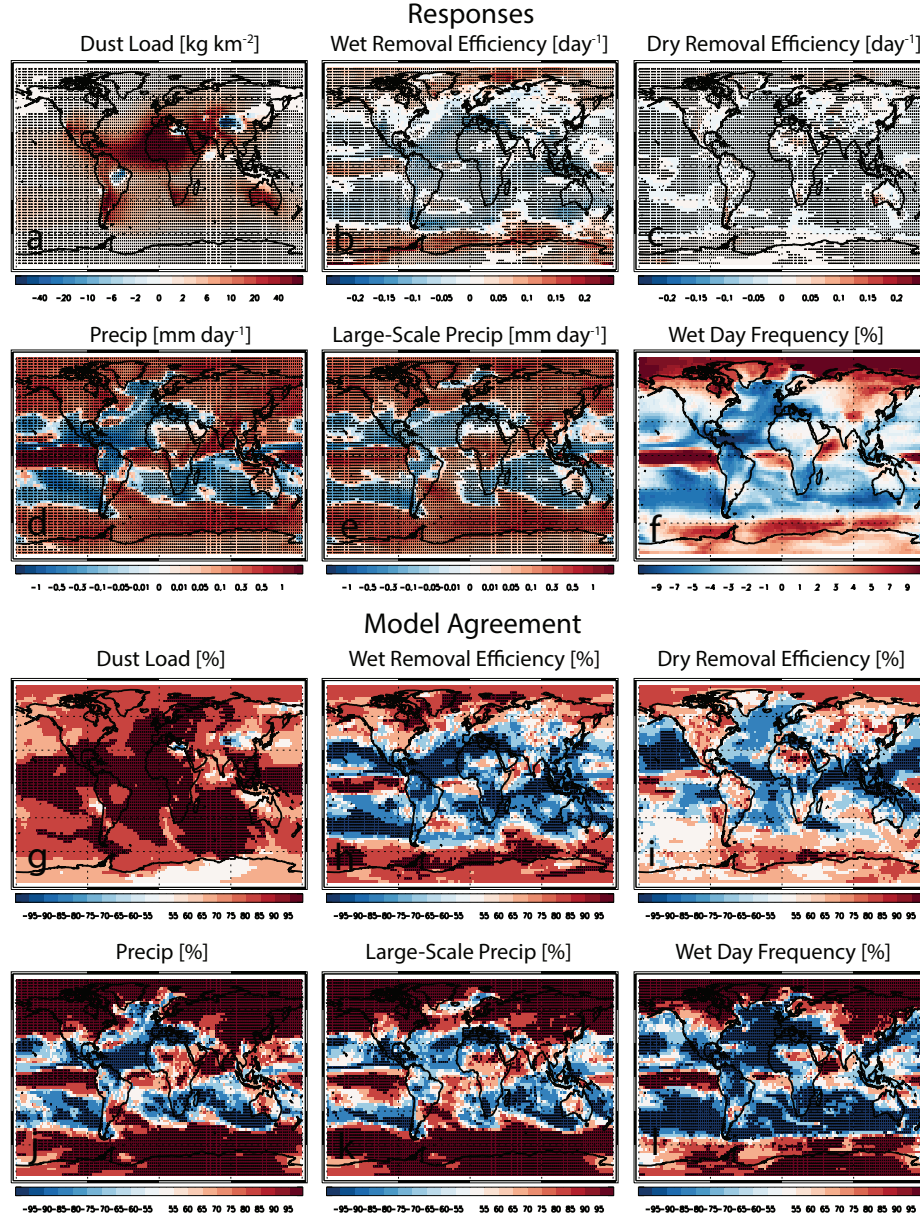 Responses
Dust Load [kg km-2] Wet Removal Efficiency [day-1] Dry Removal Efficiency [day-1]
a b c
-40 -20 -10 -6 -2 0 2 6 10 20 40 -0.2 -0.15 -0.1 -0.05 0 0.05 0.1 0.15 0.2 -0.2 -0.15 -0.1 -0.05 0 0.05 0.1 0.15 0.2
Precip [mm day-1] Large-Scale Precip [mm day-1] Wet Day Frequency [%]
d e f
-1 -0.5 -0.3 -0.1 -0.05 -0.01 0 0.01 0.05 0.1 0.3 0.5 1 -1 -0.5 -0.3 -0.1 -0.05 -0.01 0 0.01 0.05 0.1 0.3 0.5 1 -9 -7 -5 -4 -3 -2 -1 0 1 2 3 4 5 7 9
Model Agreement
Dust Load [%] Wet Removal Efficiency [%] Dry Removal Efficiency [%]
g h i
-95 -90 -85 -80 -75 -70 -65 -60 -55 55 60 65 70 75 80 85 90 95 -95 -90 -85 -80 -75 -70 -65 -60 -55 55 60 65 70 75 80 85 90 95 -95 -90 -85 -80 -75 -70 -65 -60 -55 55 60 65 70 75 80 85 90 95
Precip [%] Large-Scale Precip [%] Wet Day Frequency [%]
j k l
-95 -90 -85 -80 -75 -70 -65 -60 -55 55 60 65 70 75 80 85 90 95 -95 -90 -85 -80 -75 -70 -65 -60 -55 55 60 65 70 75 80 85 90 95 -95 -90 -85 -80 -75 -70 -65 -60 -55 55 60 65 70 75 80 85 90 95